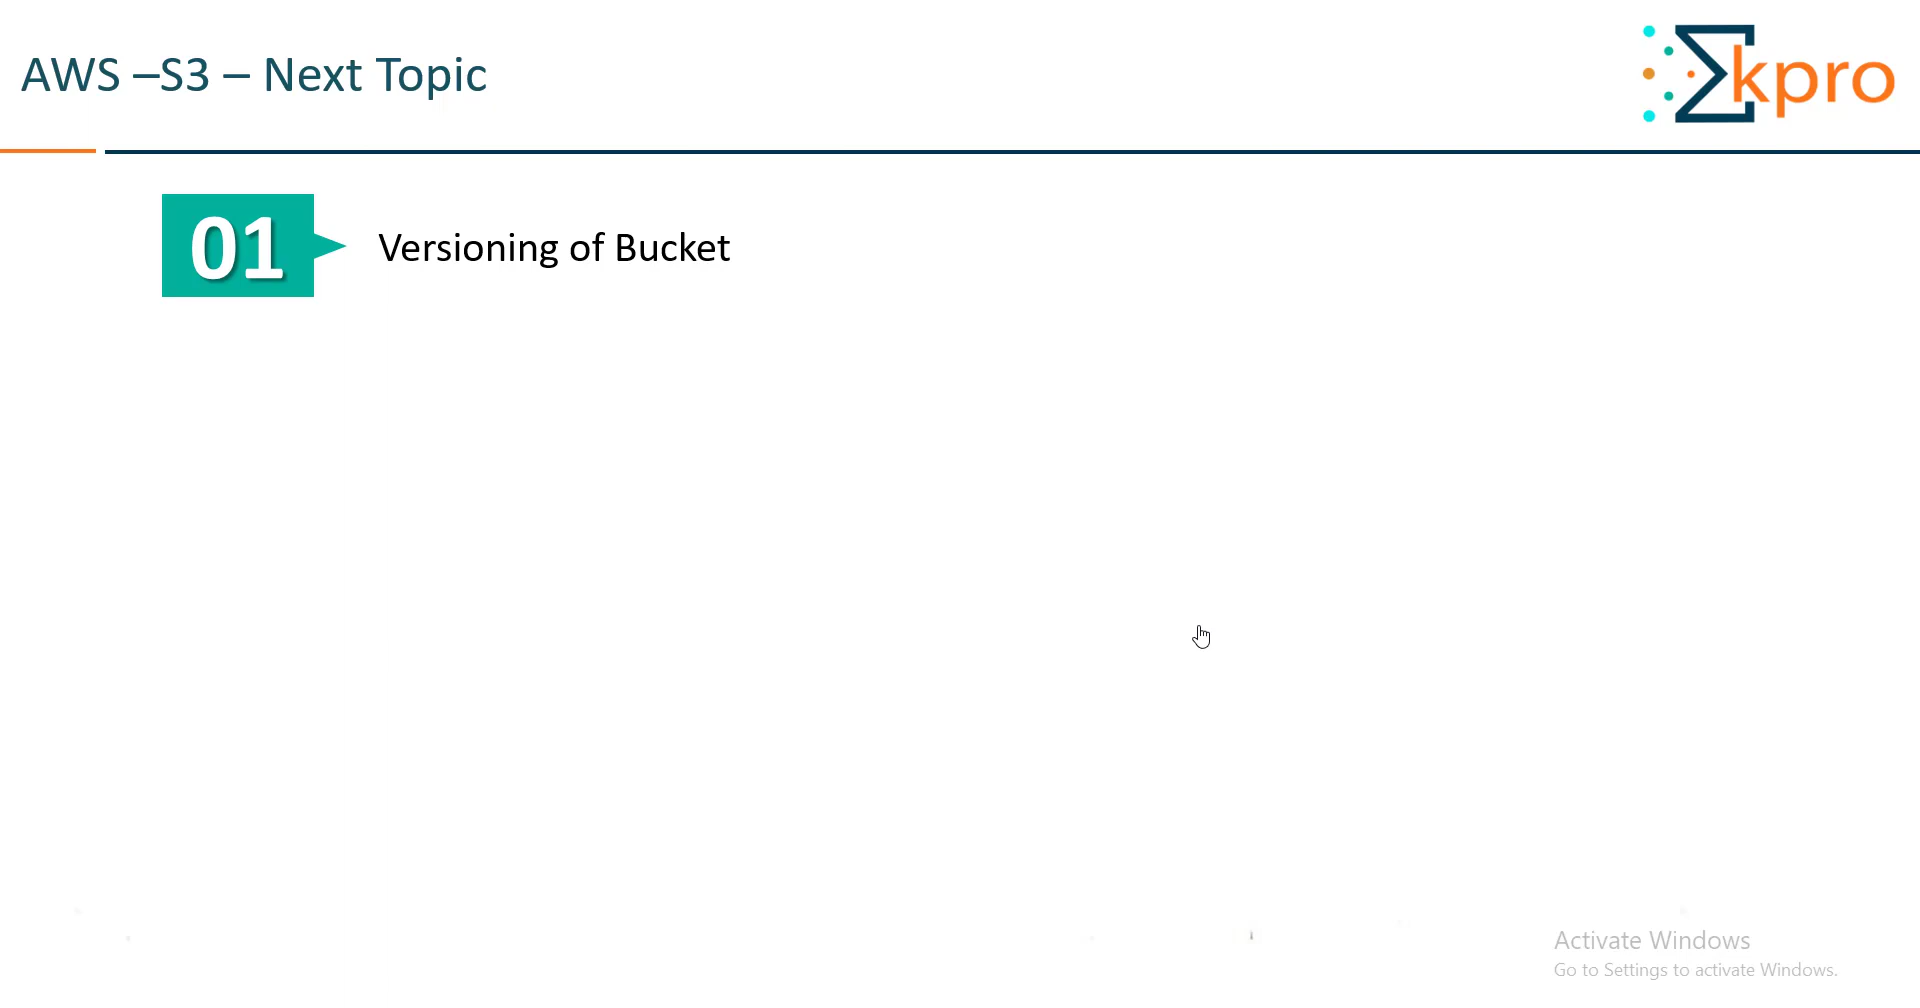 AWS –S3 – Next Topic
Σkpro
01
Versioning of Bucket
Activate Windows
Go to Settings to activate Windows.